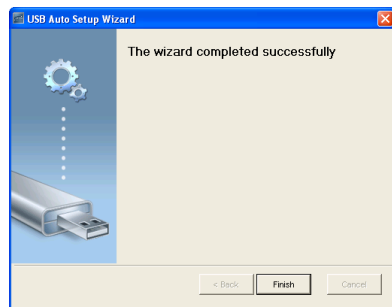 USB Auto Setup Wizard
The wizard completed successfully
< Back
Finish
Cancel